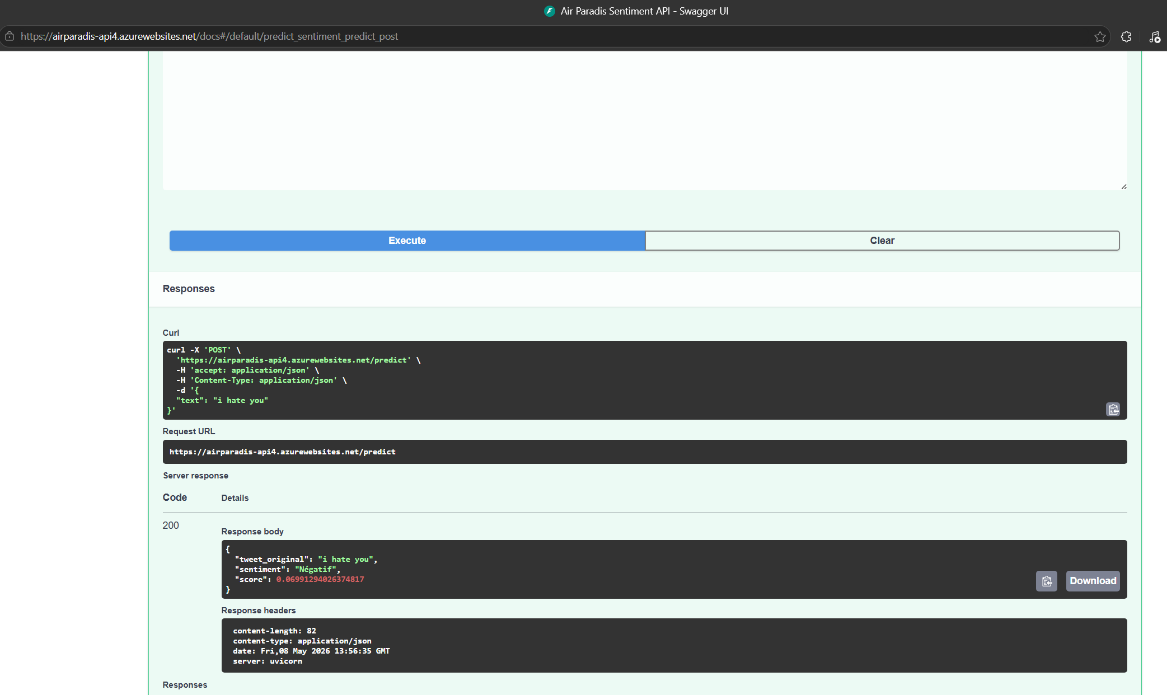 Air Paradis Sentiment API - Swagger UI
https://airparadis-api4.azurewebsites.net/docs#/default/predict_sentiment_predict_post
Execute
Clear
Responses
Curl
curl -X 'POST' \
'https://airparadis-api4.azurewebsites.net/predict' \
-H 'accept: application/json' \
-H 'Content-Type: application/json' \
-d '{
"text": "i hate you"
}'
Request URL
https://airparadis-api4.azurewebsites.net/predict
Server response
Code Details
200
Response body
{
"tweet_original": "i hate you",
"sentiment": "Négatif",
"score": 0.06991294026374817
}
Download
Response headers
content-length: 82
content-type: application/json
date: Fri,08 May 2026 13:56:35 GMT
server: uvicorn
Responses